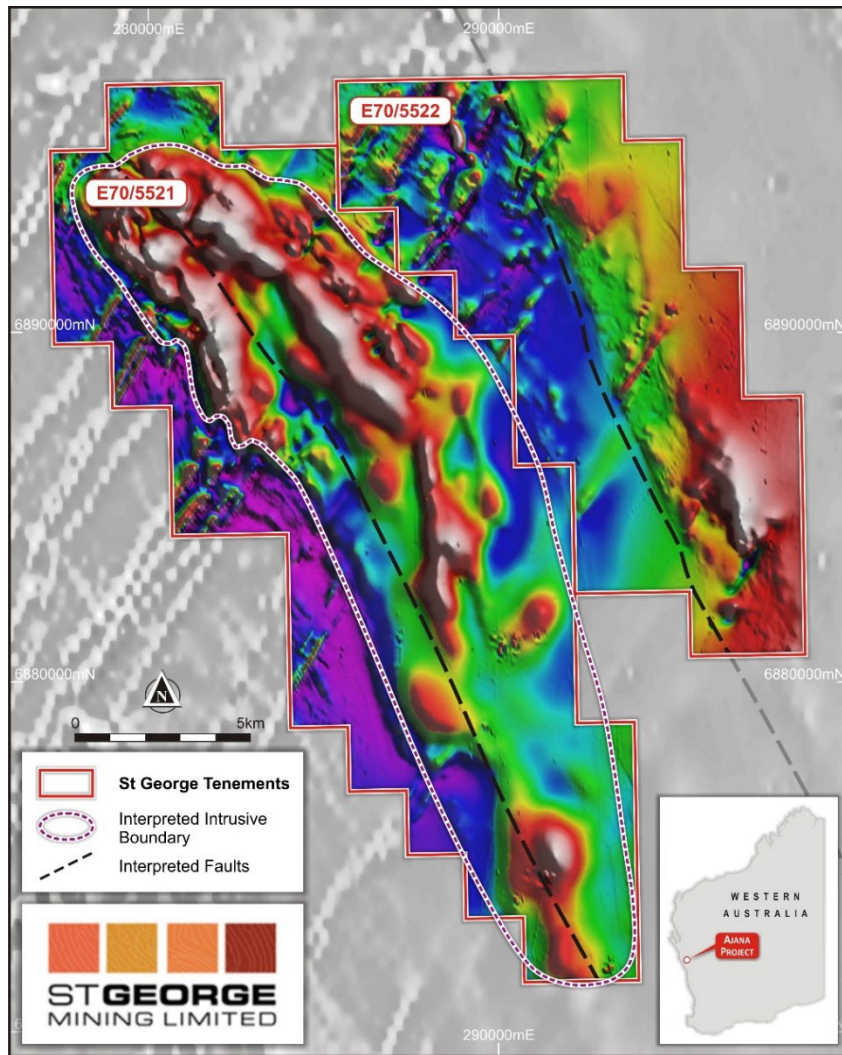 280000mE
290000mE
E70/5522
E70/5521
6890000mN
6890000mN
6880000mN
6880000mN
N
0
5km
St George Tenements
Interpreted Intrusive
Boundary
Interpreted Faults
WESTERN
AUSTRALIA
AJANA
PROJECT
STGEORGE
MINING LIMITED
290000mE